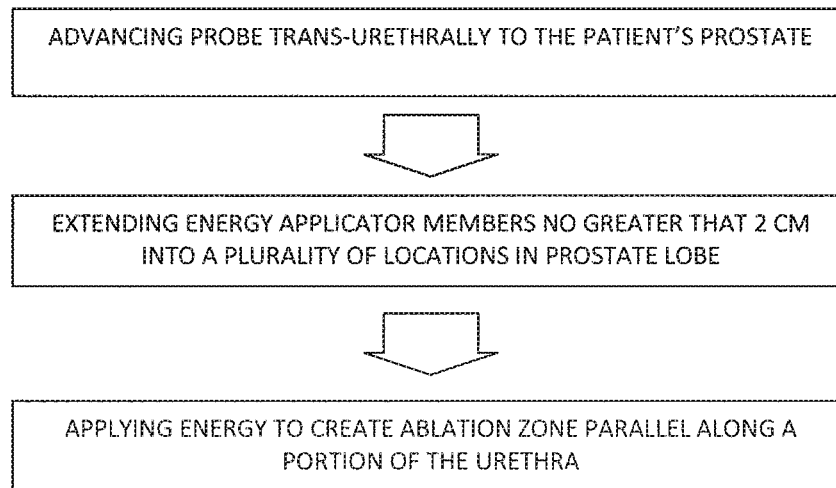 ADVANCING PROBE TRANS-URETHRALLY TO THE PATIENT'S PROSTATE
EXTENDING ENERGY APPLICATOR MEMBERS NO GREATER THAT 2 CM
INTO A PLURALITY OF LOCATIONS IN PROSTATE LOBE
APPLYING ENERGY TO CREATE ABLATION ZONE PARALLEL ALONG A
PORTION OF THE URETHRA